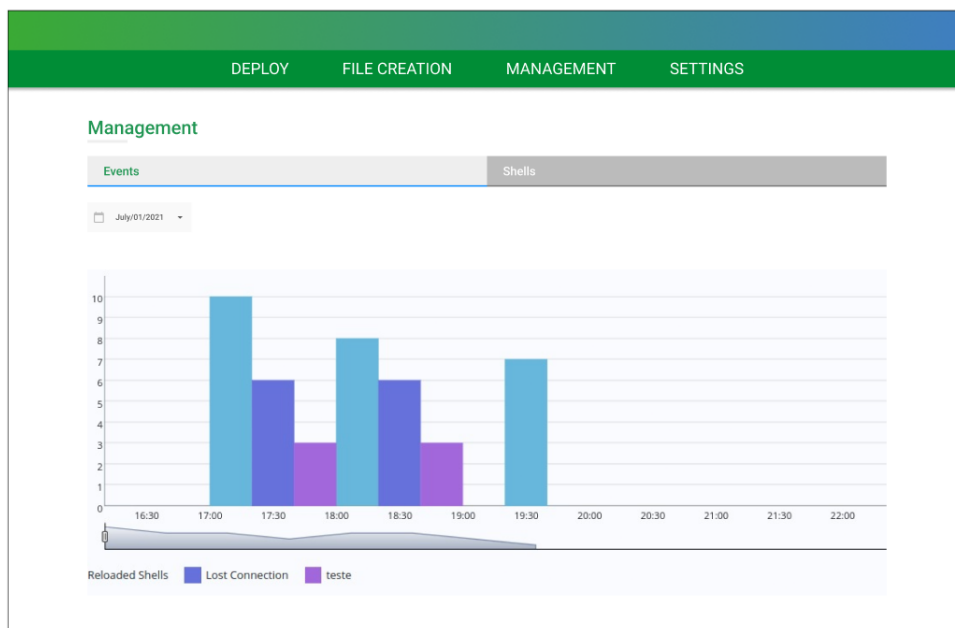 DEPLOY FILE CREATION MANAGEMENT SETTINGS
Management
Events Shells
July/01/2021
10
9
8
7
6
5
4
3
2
1
0
16:30 17:00 17:30 18:00 18:30 19:00 19:30 20:00 20:30 21:00 21:30 22:00
Reloaded Shells Lost Connection teste